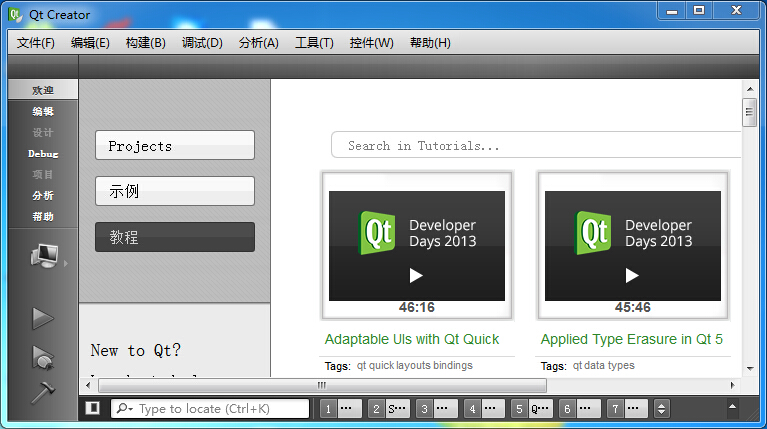 Qt Creator
文件(F) 编辑(E) 构建(B) 调试(D) 分析(A) 工具(T) 控件(W) 帮助(H)
欢迎
编辑
设计
Debug
项目
分析
帮助
Projects
示例
教程
New to Qt?
Search in Tutorials...
Qt Developer Days 2013
46:16
Adaptable UIs with Qt Quick
Tags: qt quick layouts bindings
Qt Developer Days 2013
45:46
Applied Type Erasure in Qt 5
Tags: qt data types
Type to locate (Ctrl+K)
1 ... 2 S... 3 ... 4 ... 5 Q... 6 ... 7 ...